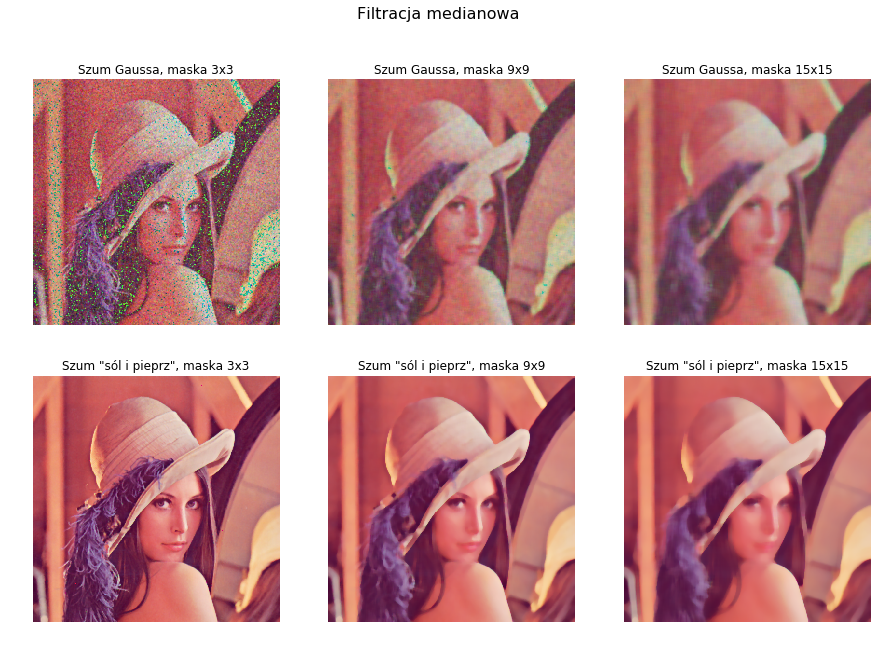 Filtracja medianowa
Szum Gaussa, maska 3x3
Szum Gaussa, maska 9x9
Szum Gaussa, maska 15x15
Szum "sól i pieprz", maska 3x3
Szum "sól i pieprz", maska 9x9
Szum "sól i pieprz", maska 15x15